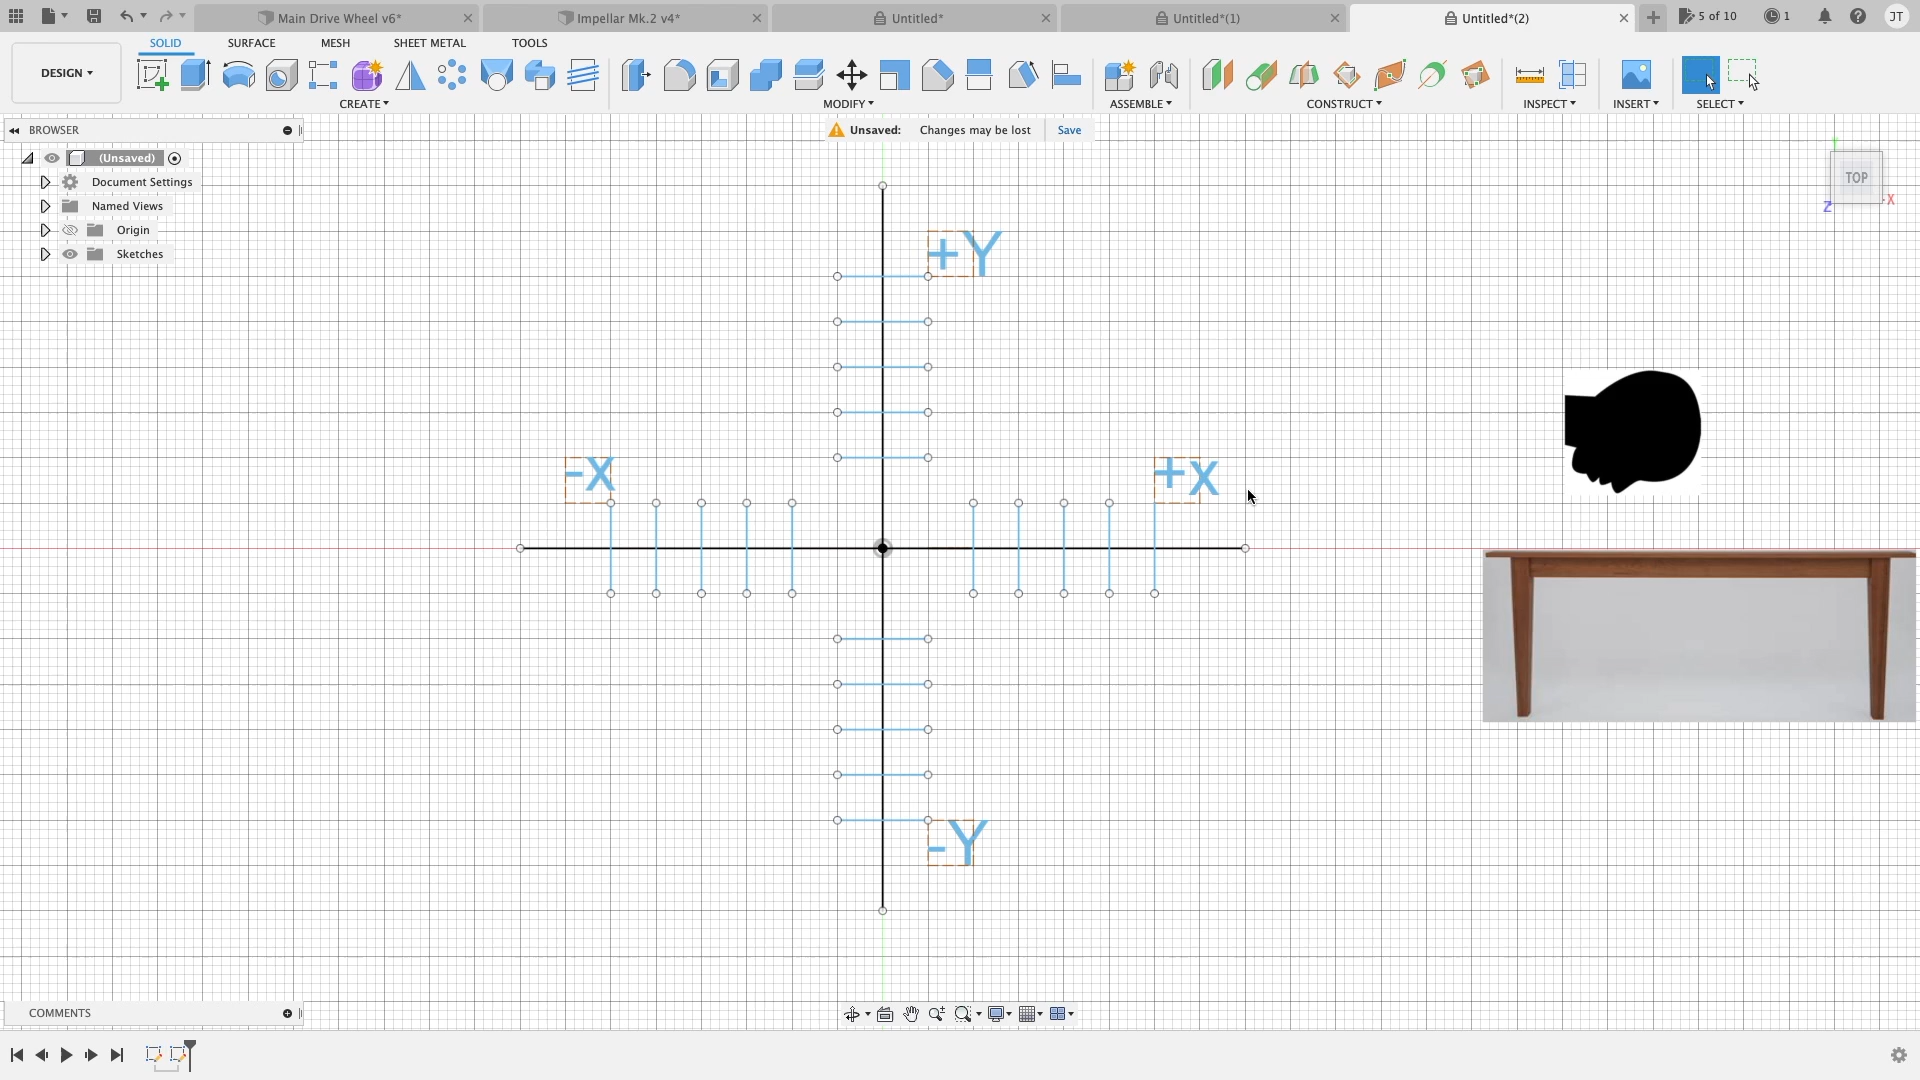 Main Drive Wheel v6*
Impellar Mk.2 v4*
Untitled*
Untitled*(1)
Untitled*(2)
5 of 10
1
JT
DESIGN
SOLID
SURFACE
MESH
SHEET METAL
TOOLS
CREATE
MODIFY
ASSEMBLE
CONSTRUCT
INSPECT
INSERT
SELECT
BROWSER
Unsaved: Changes may be lost
Save
(Unsaved)
Document Settings
Named Views
Origin
Sketches
TOP
X
Z
+Y
-X
+X
-Y
COMMENTS